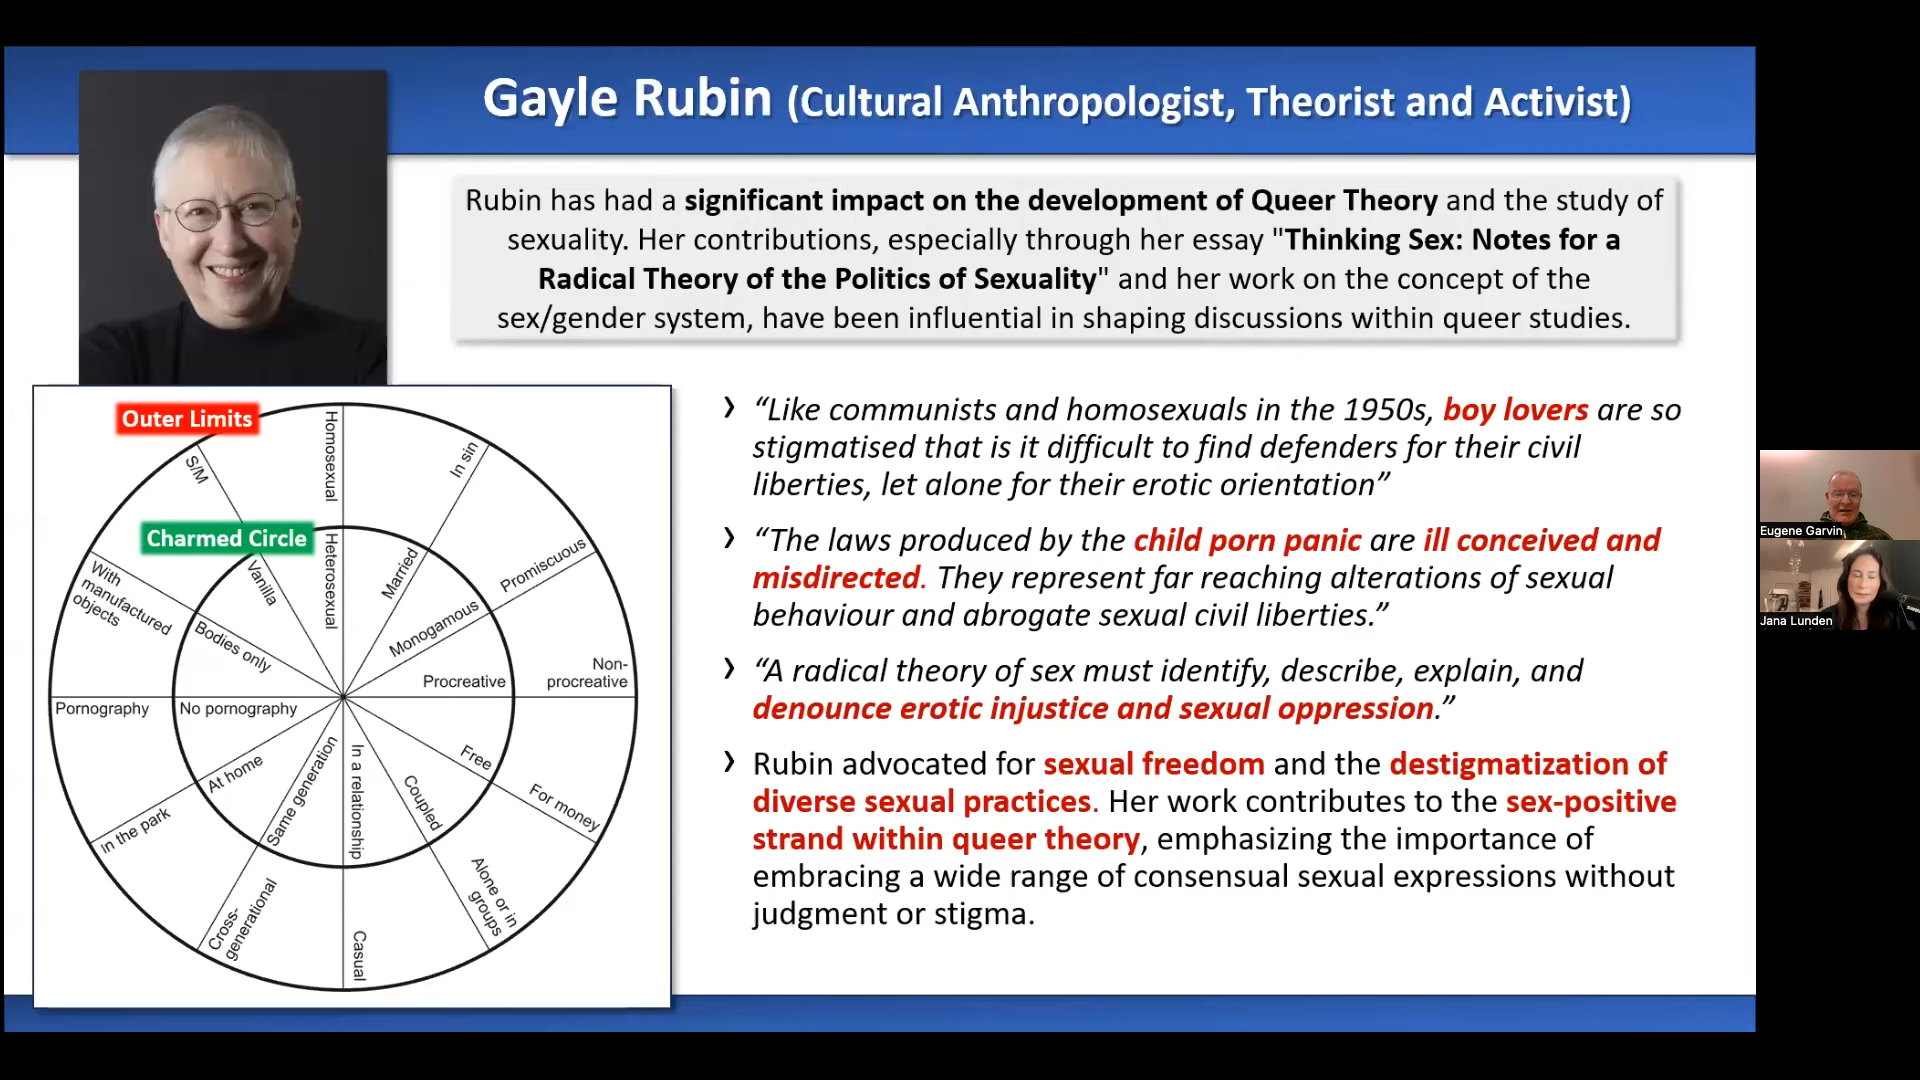 Gayle Rubin (Cultural Anthropologist, Theorist and Activist)
Rubin has had a significant impact on the development of Queer Theory and the study of
sexuality. Her contributions, especially through her essay "Thinking Sex: Notes for a
Radical Theory of the Politics of Sexuality" and her work on the concept of the
sex/gender system, have been influential in shaping discussions within queer studies.
Outer Limits
Charmed Circle
S/M
Homosexual
In sin
Promiscuous
Non-
procreative
For money
Alone or in
groups
Casual
Cross-
generational
In the park
Pornography
With
manufactured
objects
Vanilla
Heterosexual
Married
Monogamous
Procreative
Free
Coupled
In a relationship
Same generation
At home
No pornography
Bodies only
› “Like communists and homosexuals in the 1950s, boy lovers are so
stigmatised that is it difficult to find defenders for their civil
liberties, let alone for their erotic orientation”
› “The laws produced by the child porn panic are ill conceived and
misdirected. They represent far reaching alterations of sexual
behaviour and abrogate sexual civil liberties.”
› “A radical theory of sex must identify, describe, explain, and
denounce erotic injustice and sexual oppression.”
› Rubin advocated for sexual freedom and the destigmatization of
diverse sexual practices. Her work contributes to the sex-positive
strand within queer theory, emphasizing the importance of
embracing a wide range of consensual sexual expressions without
judgment or stigma.
Eugene Garvin
Jana Lunden